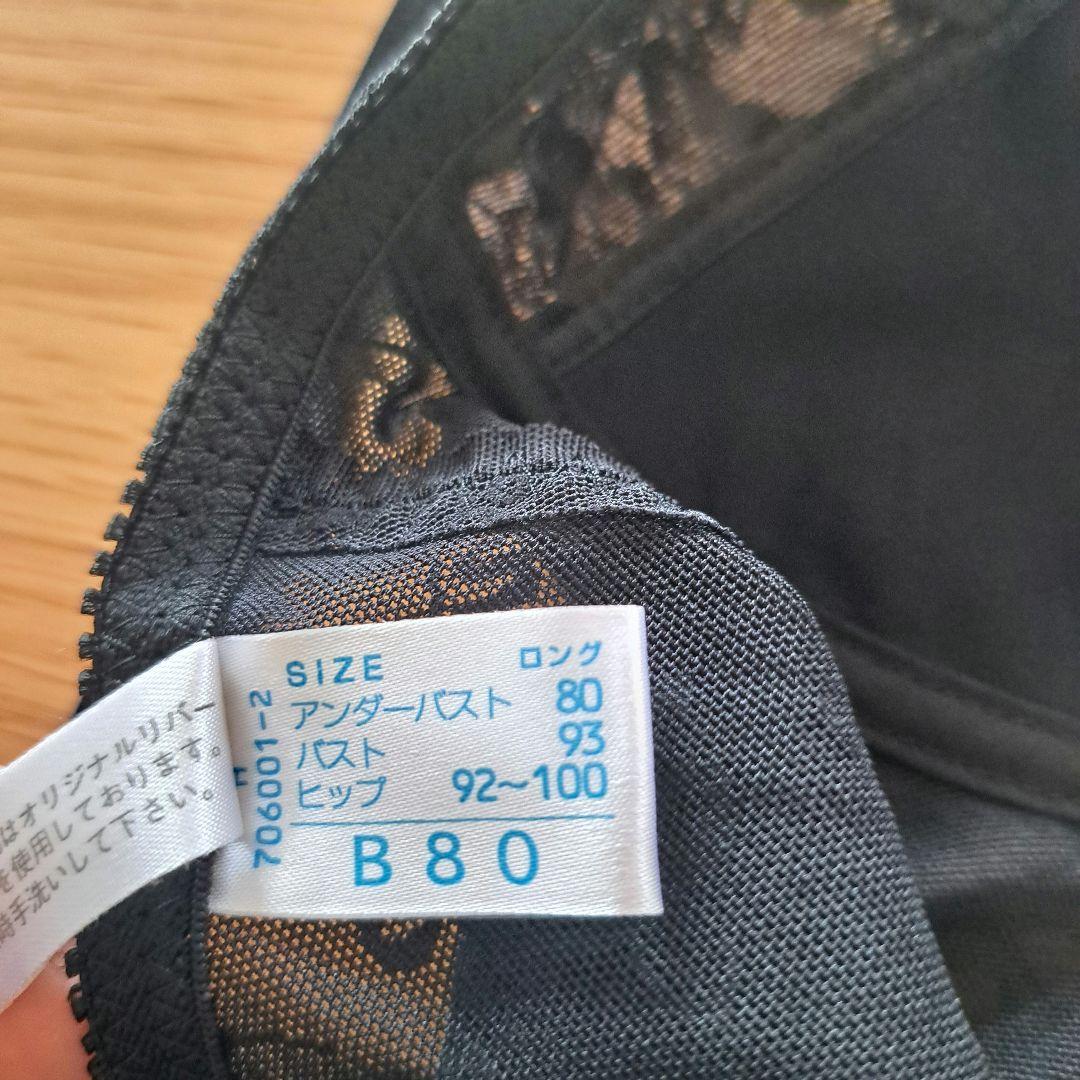 SIZE ロング
アンダーバスト 80
バスト 93
ヒップ 92～100
B80
706001-2
はオリジナルリバー
を使用しております。
時手洗いして下さい。